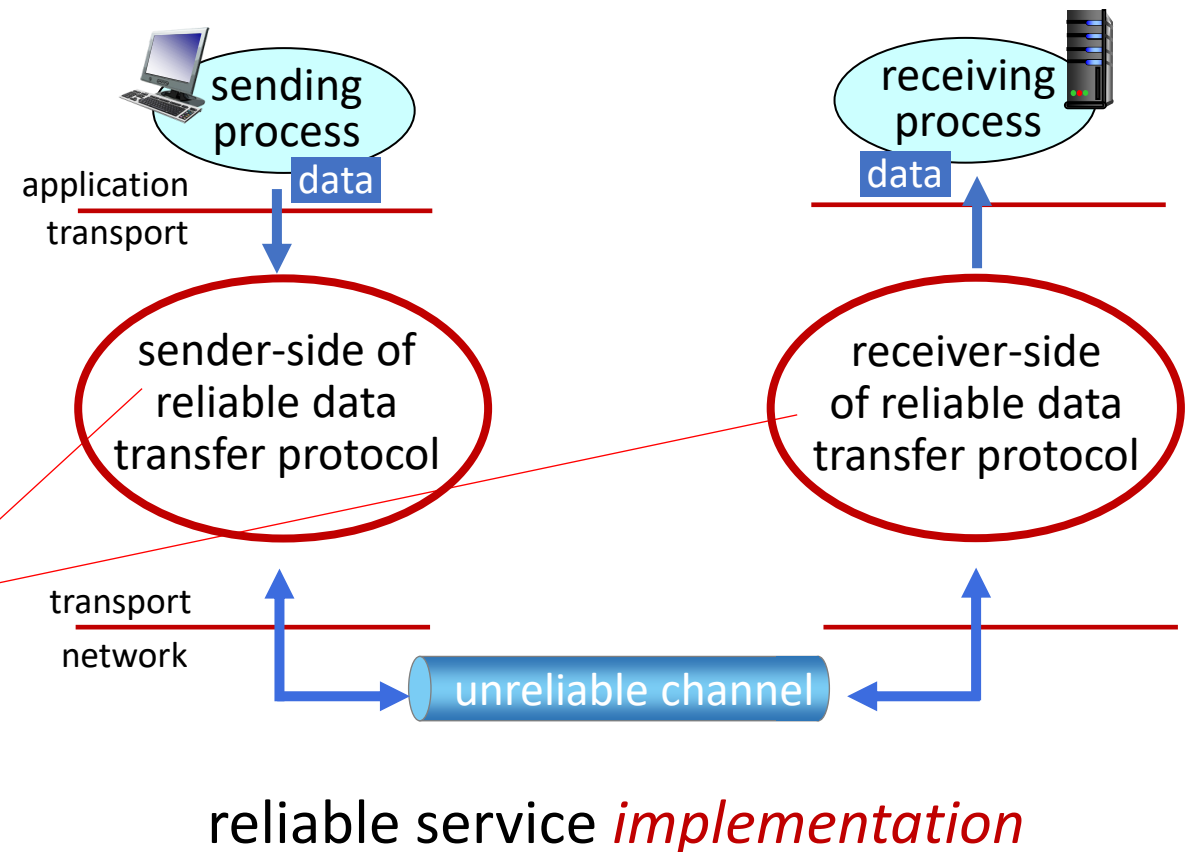 sending
process
data
application
transport
receiving
process
data
sender-side of
reliable data
transfer protocol
receiver-side
of reliable data
transfer protocol
transport
network
unreliable channel
reliable service implementation